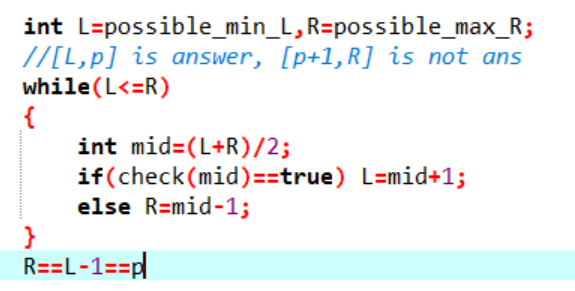 int L=possible_min_L,R=possible_max_R;
//[L,p] is answer, [p+1,R] is not ans
while(L<=R)
{
    int mid=(L+R)/2;
    if(check(mid)==true) L=mid+1;
    else R=mid-1;
}
R==L-1==p